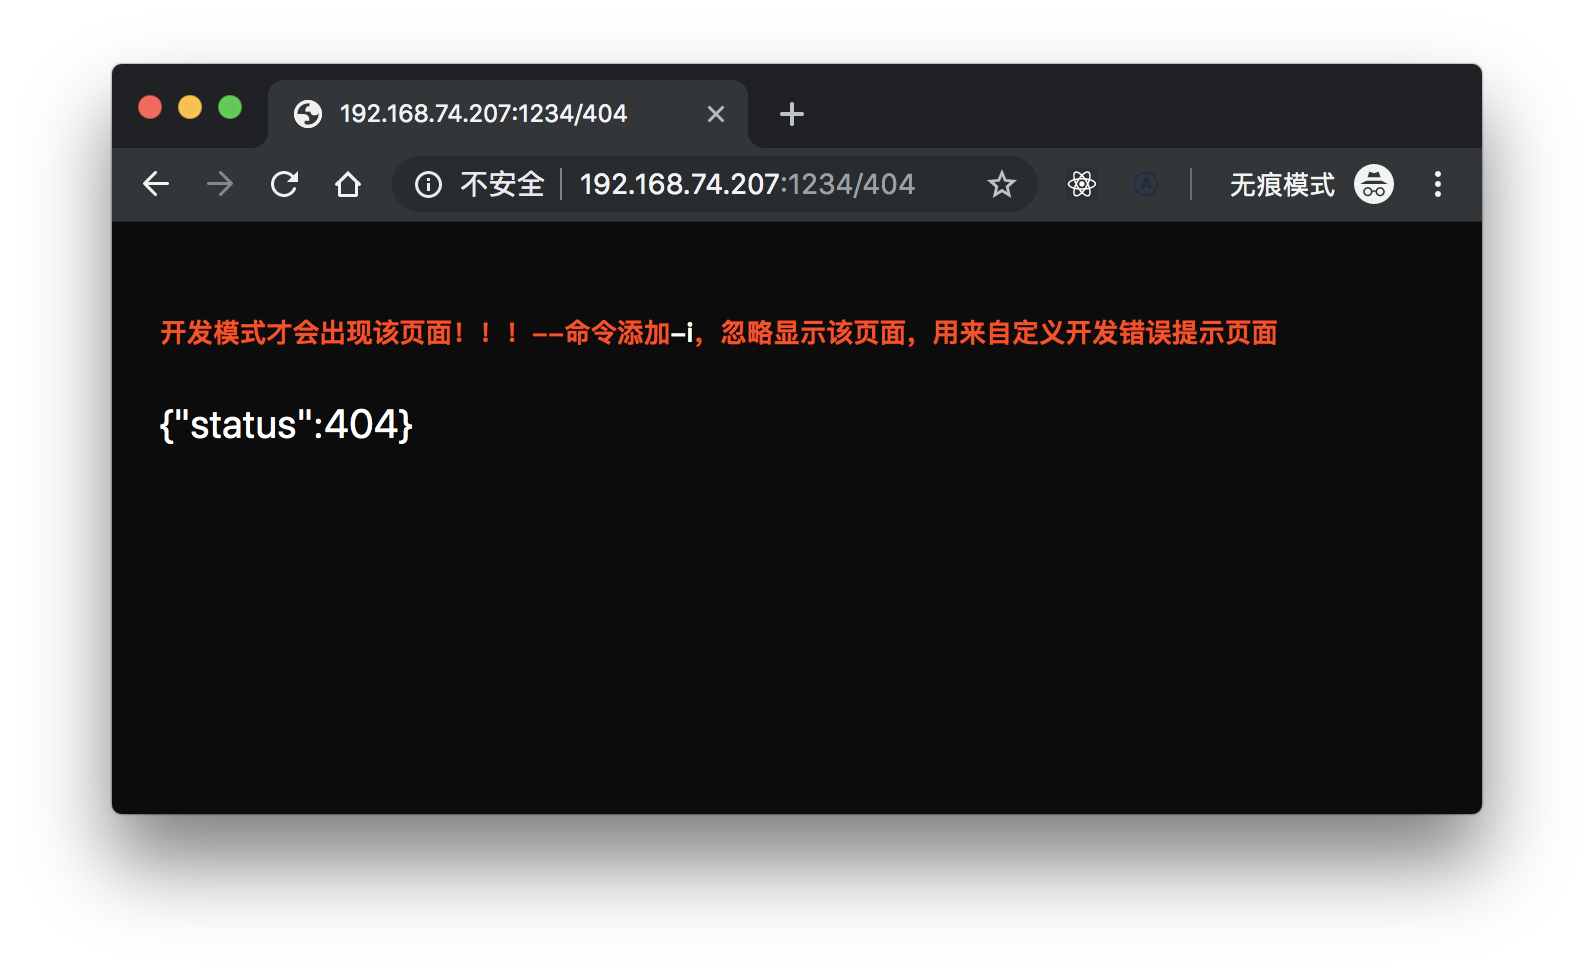 192.168.74.207:1234/404
不安全 192.168.74.207:1234/404 无痕模式
开发模式才会出现该页面！！！--命令添加-i，忽略显示该页面，用来自定义开发错误提示页面
{"status":404}